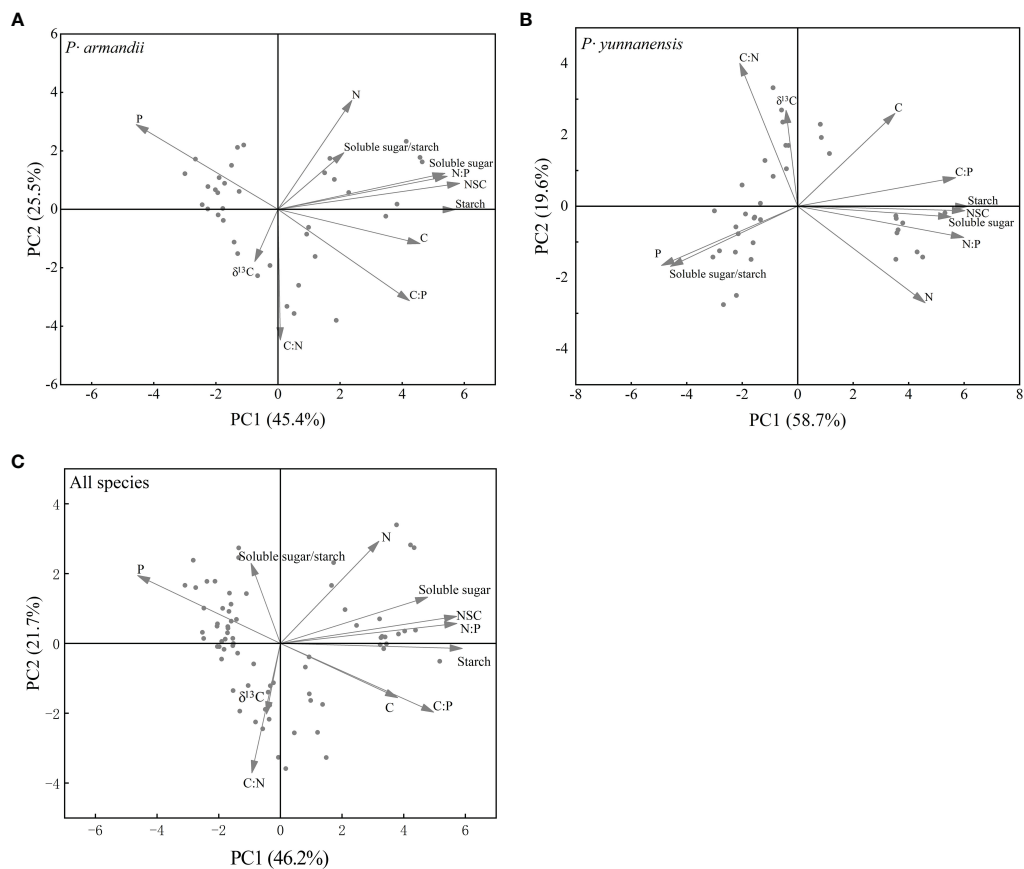 A
P· armandii
PC2 (25.5%)
6
4
2
0
-2
-4
-6
-6
-4
-2
0
2
4
6
PC1 (45.4%)
P
N
Soluble sugar/starch
Soluble sugar
N:P
NSC
Starch
C
C:P
δ13C
C:N
B
P· yunnanensis
PC2 (19.6%)
4
2
0
-2
-4
-8
-6
-4
-2
0
2
4
6
8
PC1 (58.7%)
C:N
δ13C
C
C:P
Starch
NSC
Soluble sugar
N:P
N
P
Soluble sugar/starch
C
All species
PC2 (21.7%)
4
2
0
−2
−4
−6
−4
−2
0
2
4
6
PC1 (46.2%)
Soluble sugar/starch
N
P
Soluble sugar
NSC
N:P
Starch
C
C:P
δ13C
C:N